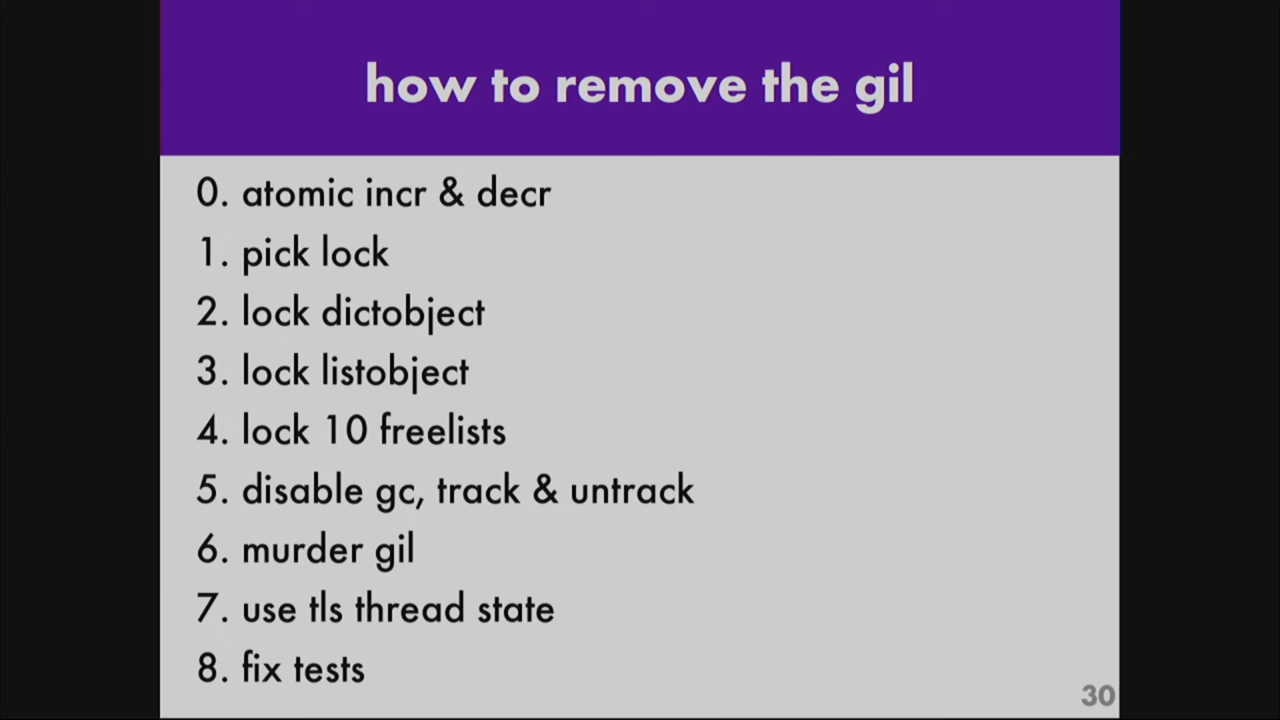 how to remove the gil
0. atomic incr & decr
1. pick lock
2. lock dictobject
3. lock listobject
4. lock 10 freelists
5. disable gc, track & untrack
6. murder gil
7. use tls thread state
8. fix tests
30